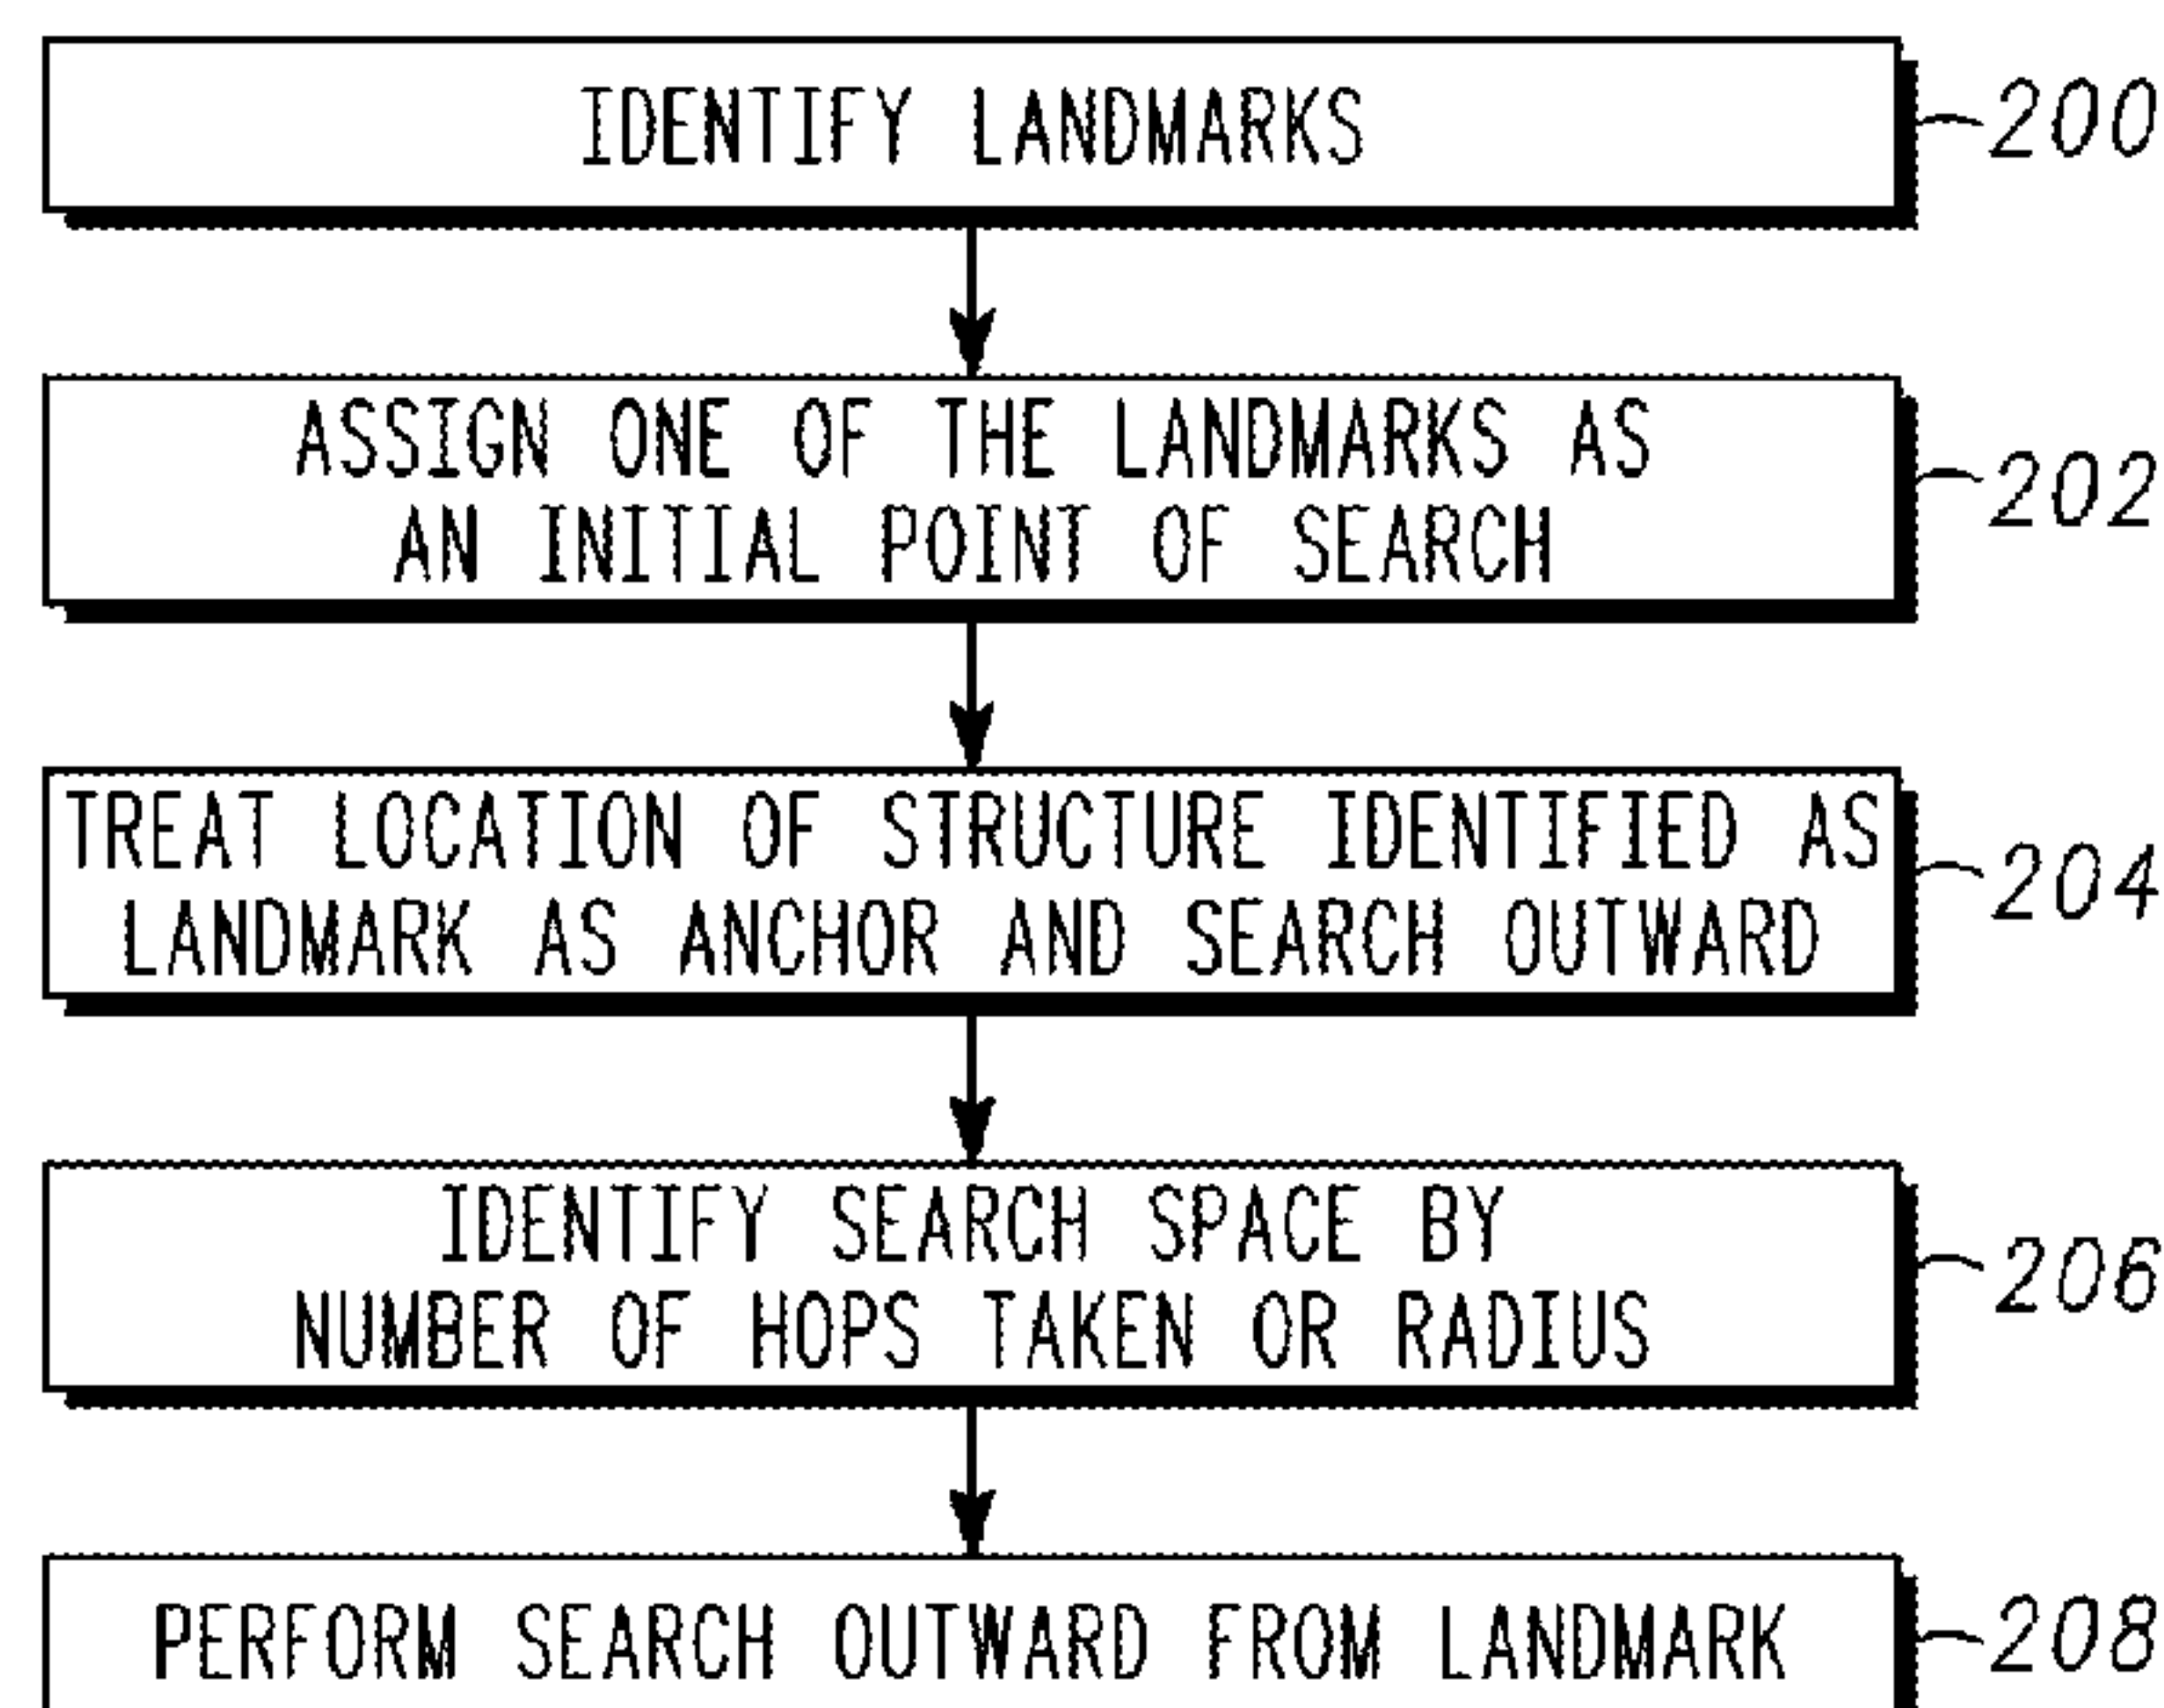 IDENTIFY LANDMARKS
200
ASSIGN ONE OF THE LANDMARKS AS
AN INITIAL POINT OF SEARCH
202
TREAT LOCATION OF STRUCTURE IDENTIFIED AS
LANDMARK AS ANCHOR AND SEARCH OUTWARD
204
IDENTIFY SEARCH SPACE BY
NUMBER OF HOPS TAKEN OR RADIUS
206
PERFORM SEARCH OUTWARD FROM LANDMARK
208